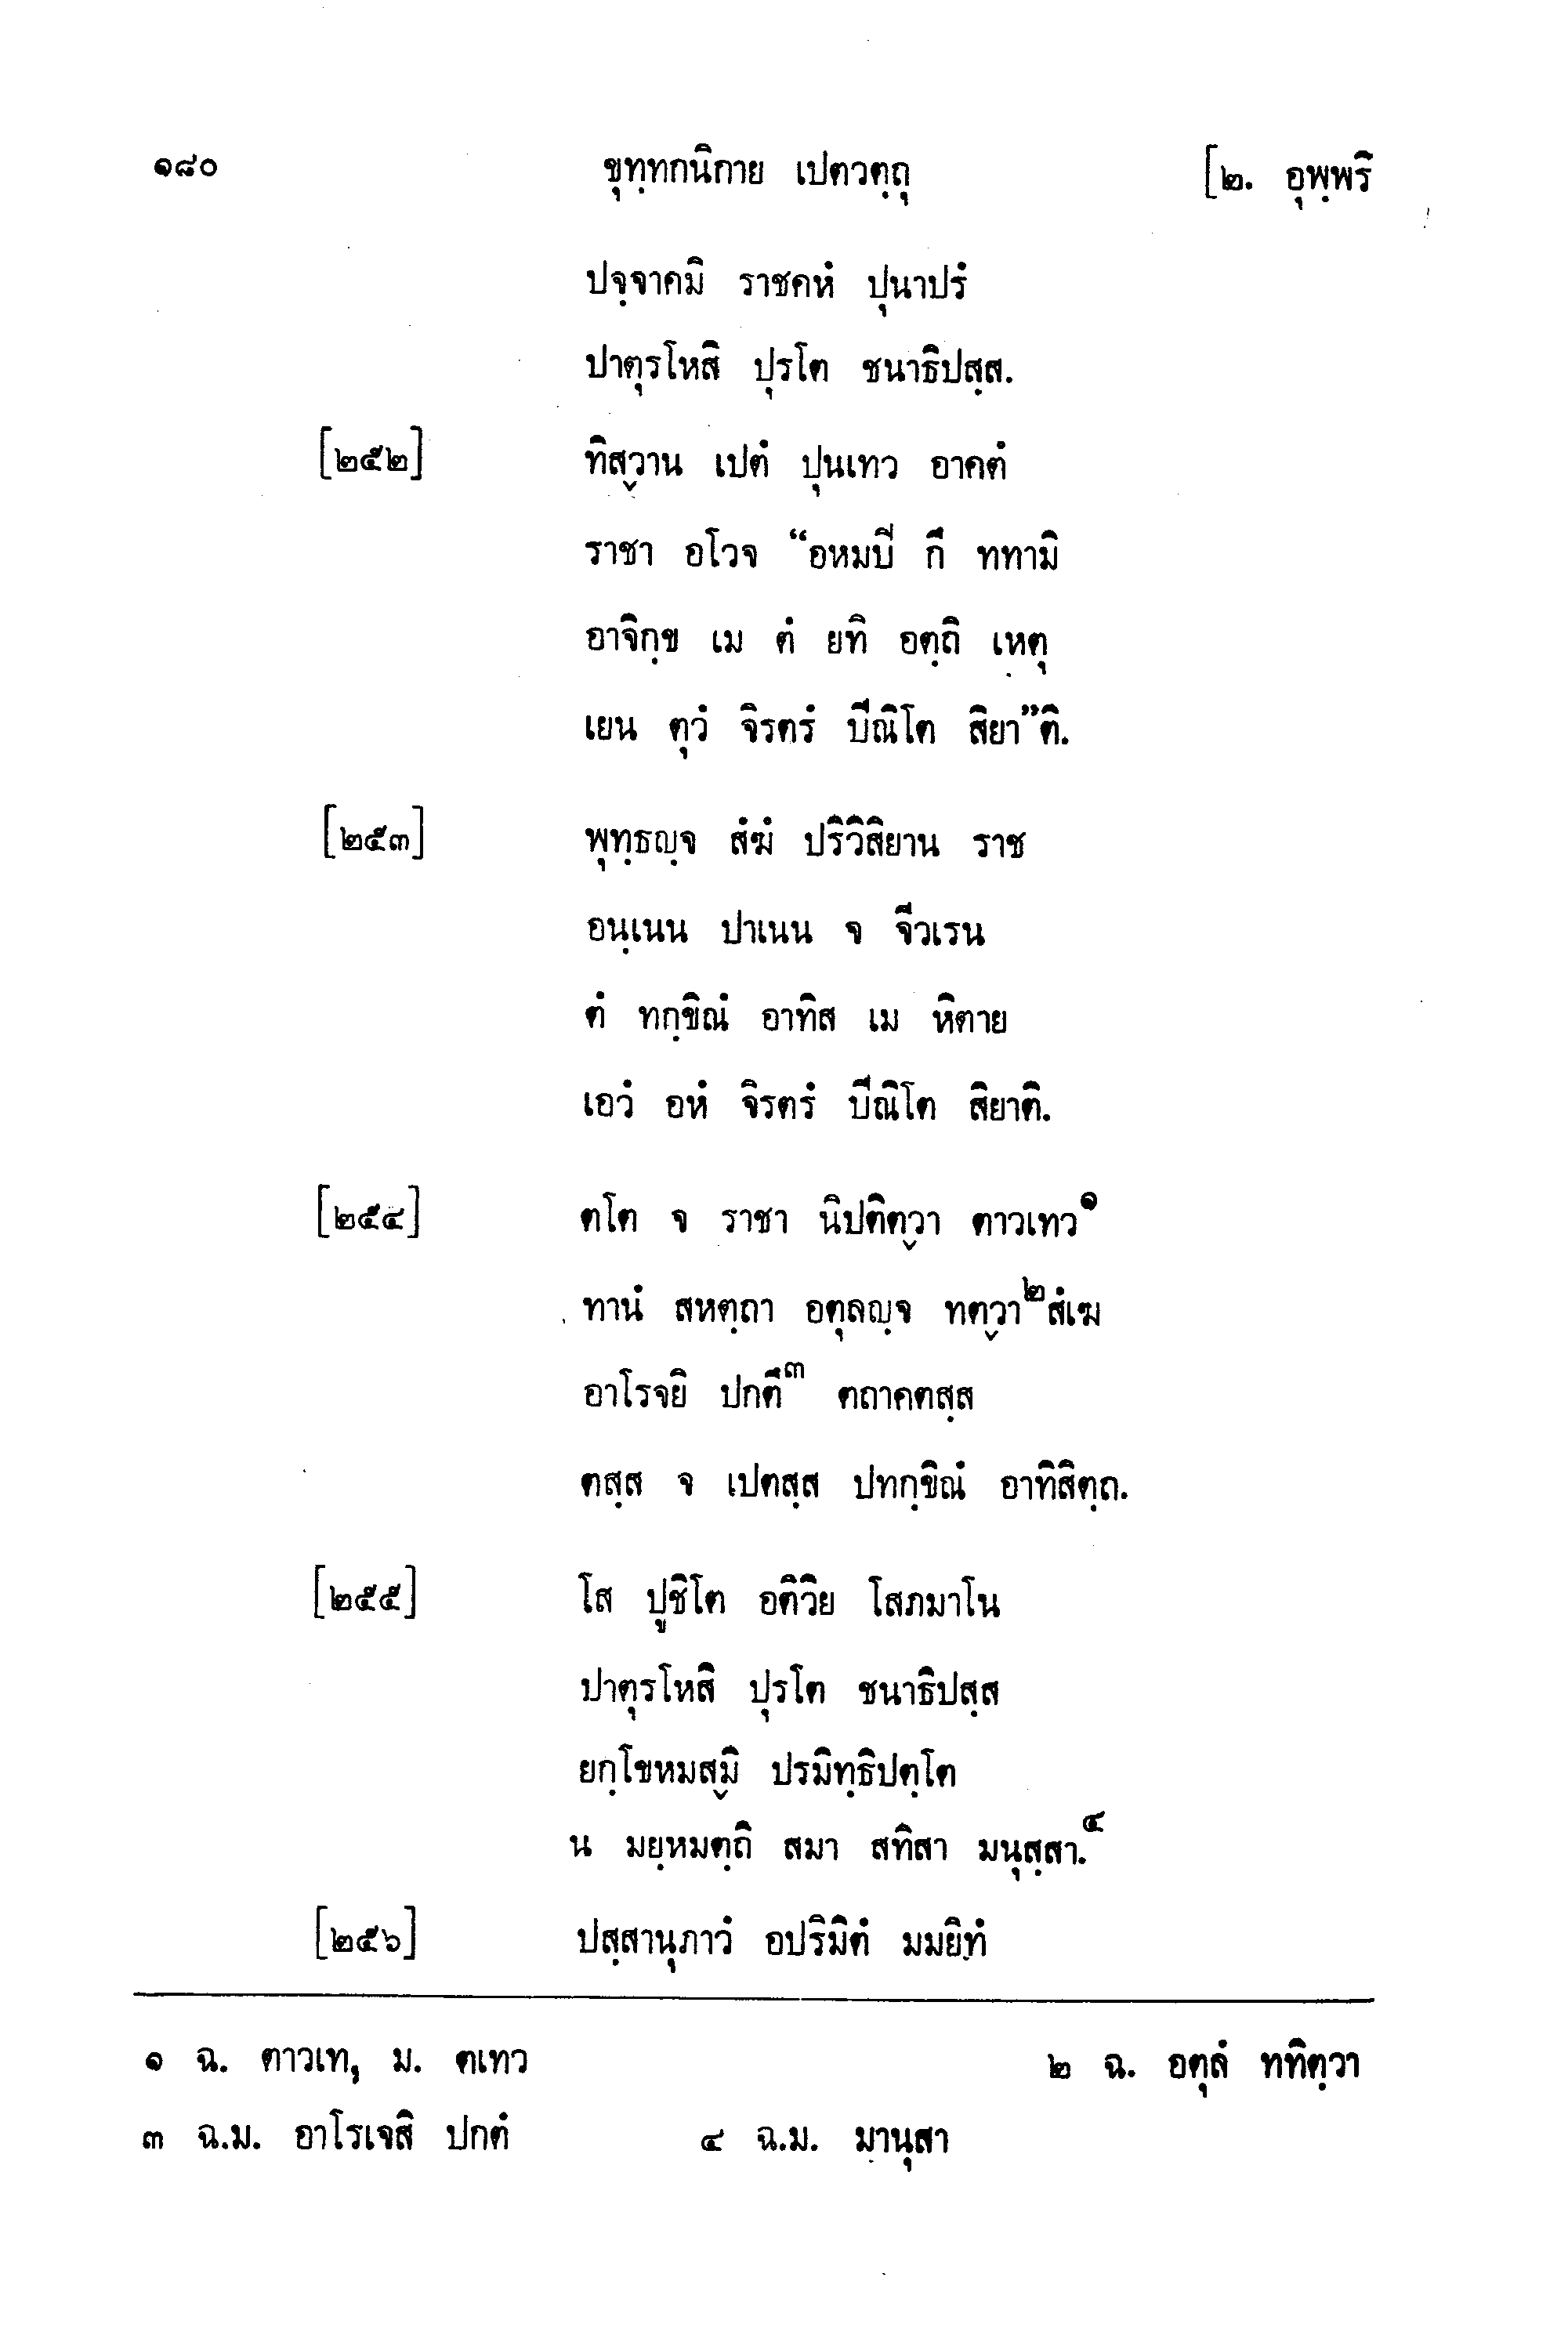 ๑๘๐ ขุทฺทกนิกาย เปตวตฺถุ [๒. อุพฺพรี
ปจฺจาคมิ ราชคหํ ปุนาปรํ
ปาตุรโหสิ ปุรโต ชนาธิปสฺส.
[๒๕๒] ทิสฺวาน เปตํ ปุนเทว อาคตํ
ราชา อโวจ “อหมปี กึ ททามิ
อาจิกฺข เม ตํ ยทิ อตฺถิ เหตุ
เยน ตุวํ จิรตรํ ปีณิโต สิยา”ติ.
[๒๕๓] พุทฺธญฺจ สํฆํ ปริวิสิยาน ราช
อนฺเนน ปาเนน จ จีวเรน
ตํ ทกฺขิณํ อาทิส เม หิตาย
เอวํ อหํ จิรตรํ ปีณิโต สิยาติ.
[๒๕๔] ตโต จ ราชา นิปติตฺวา ตาวเทว๑
ทานํ สหตฺถา อตุลญฺจ ทตฺวา๒ สํเฆ
อาโรจยิ ปกตึ๓ ตถาคตสฺส
ตสฺส จ เปตสฺส ปทกฺขิณํ อาทิสิตฺถ.
[๒๕๕] โส ปูชิโต อติวิย โสภมาโน
ปาตุรโหสิ ปุรโต ชนาธิปสฺส
ยกฺโขหมสฺมิ ปรมิทฺธิปตฺโต
น มยฺหมตฺถิ สมา สทิสา มนุสฺสา.๔
[๒๕๖] ปสฺสานุภาวํ อปริมิตํ มมยิทํ
๑ ฉ. ตาวเท, ม. ตเทว ๒ ฉ. อตุลํ ททิตฺวา
๓ ฉ.ม. อาโรเจสิ ปกตํ ๔ ฉ.ม. มานุสา